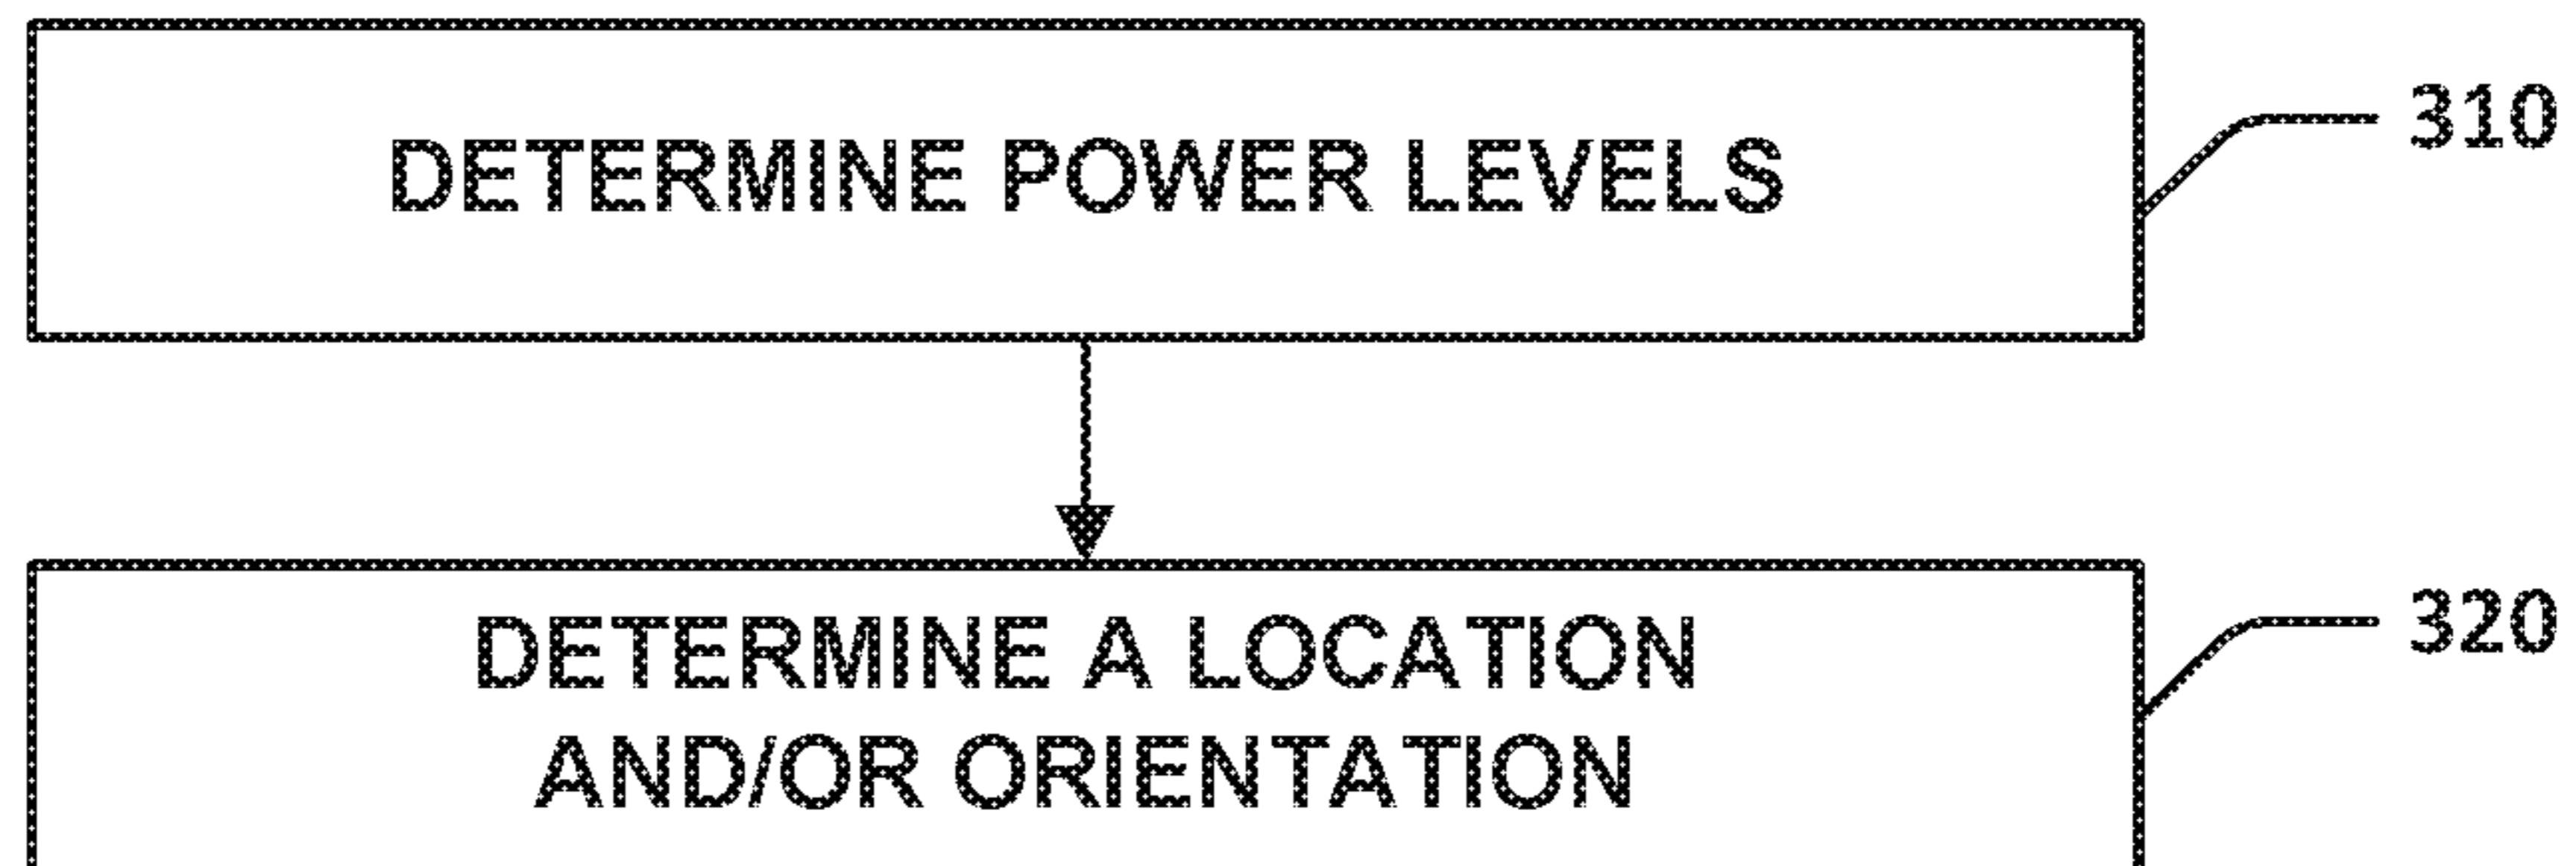 DETERMINE POWER LEVELS
310
DETERMINE A LOCATION
AND/OR ORIENTATION
320